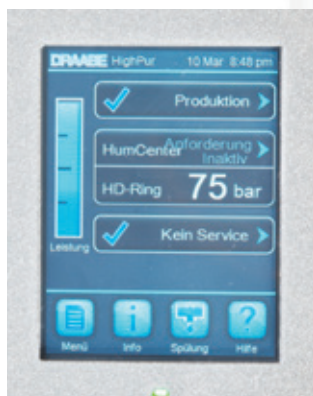 DRAABE HighPur 10 Mar 8:48 pm
Produktion
HumCenter Anforderung
Inaktiv
HD-Ring 75 bar
Kein Service
Leistung
Menü Info Spülung Hilfe